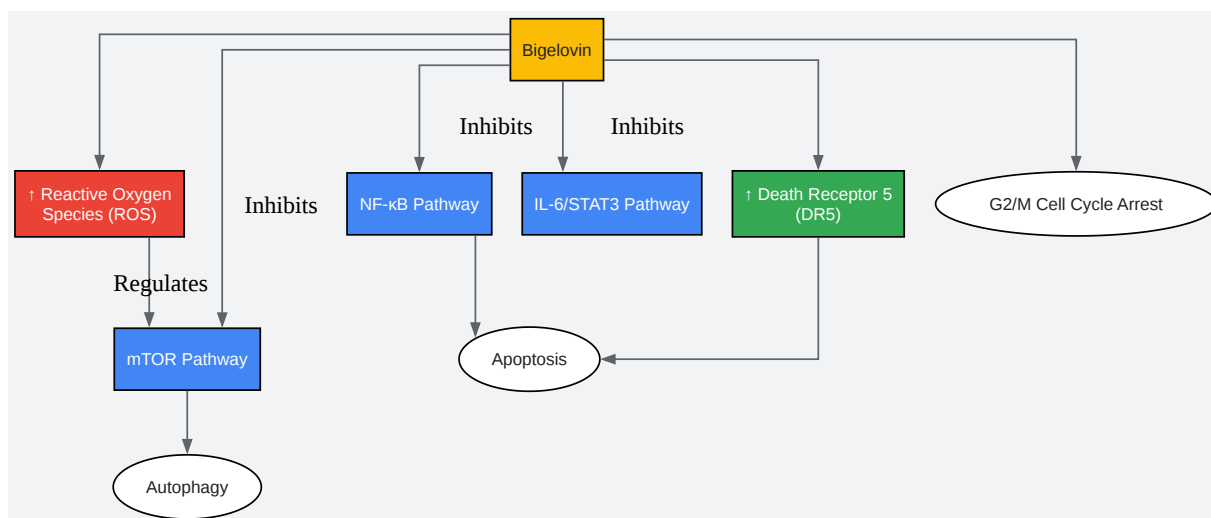 Bigelovin
Inhibits
Inhibits
↑ Reactive Oxygen
Species (ROS)
Inhibits
NF-κB Pathway
IL-6/STAT3 Pathway
↑ Death Receptor 5
(DR5)
G2/M Cell Cycle Arrest
Regulates
mTOR Pathway
Apoptosis
Autophagy